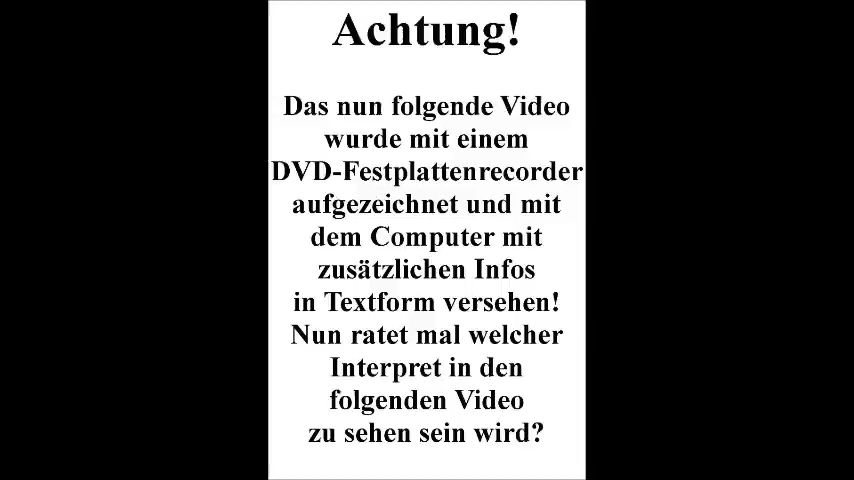 Achtung!
Das nun folgende Video
wurde mit einem
DVD-Festplattenrecorder
aufgezeichnet und mit
dem Computer mit
zusätzlichen Infos
in Textform versehen!
Nun ratet mal welcher
Interpret in den
folgenden Video
zu sehen sein wird?